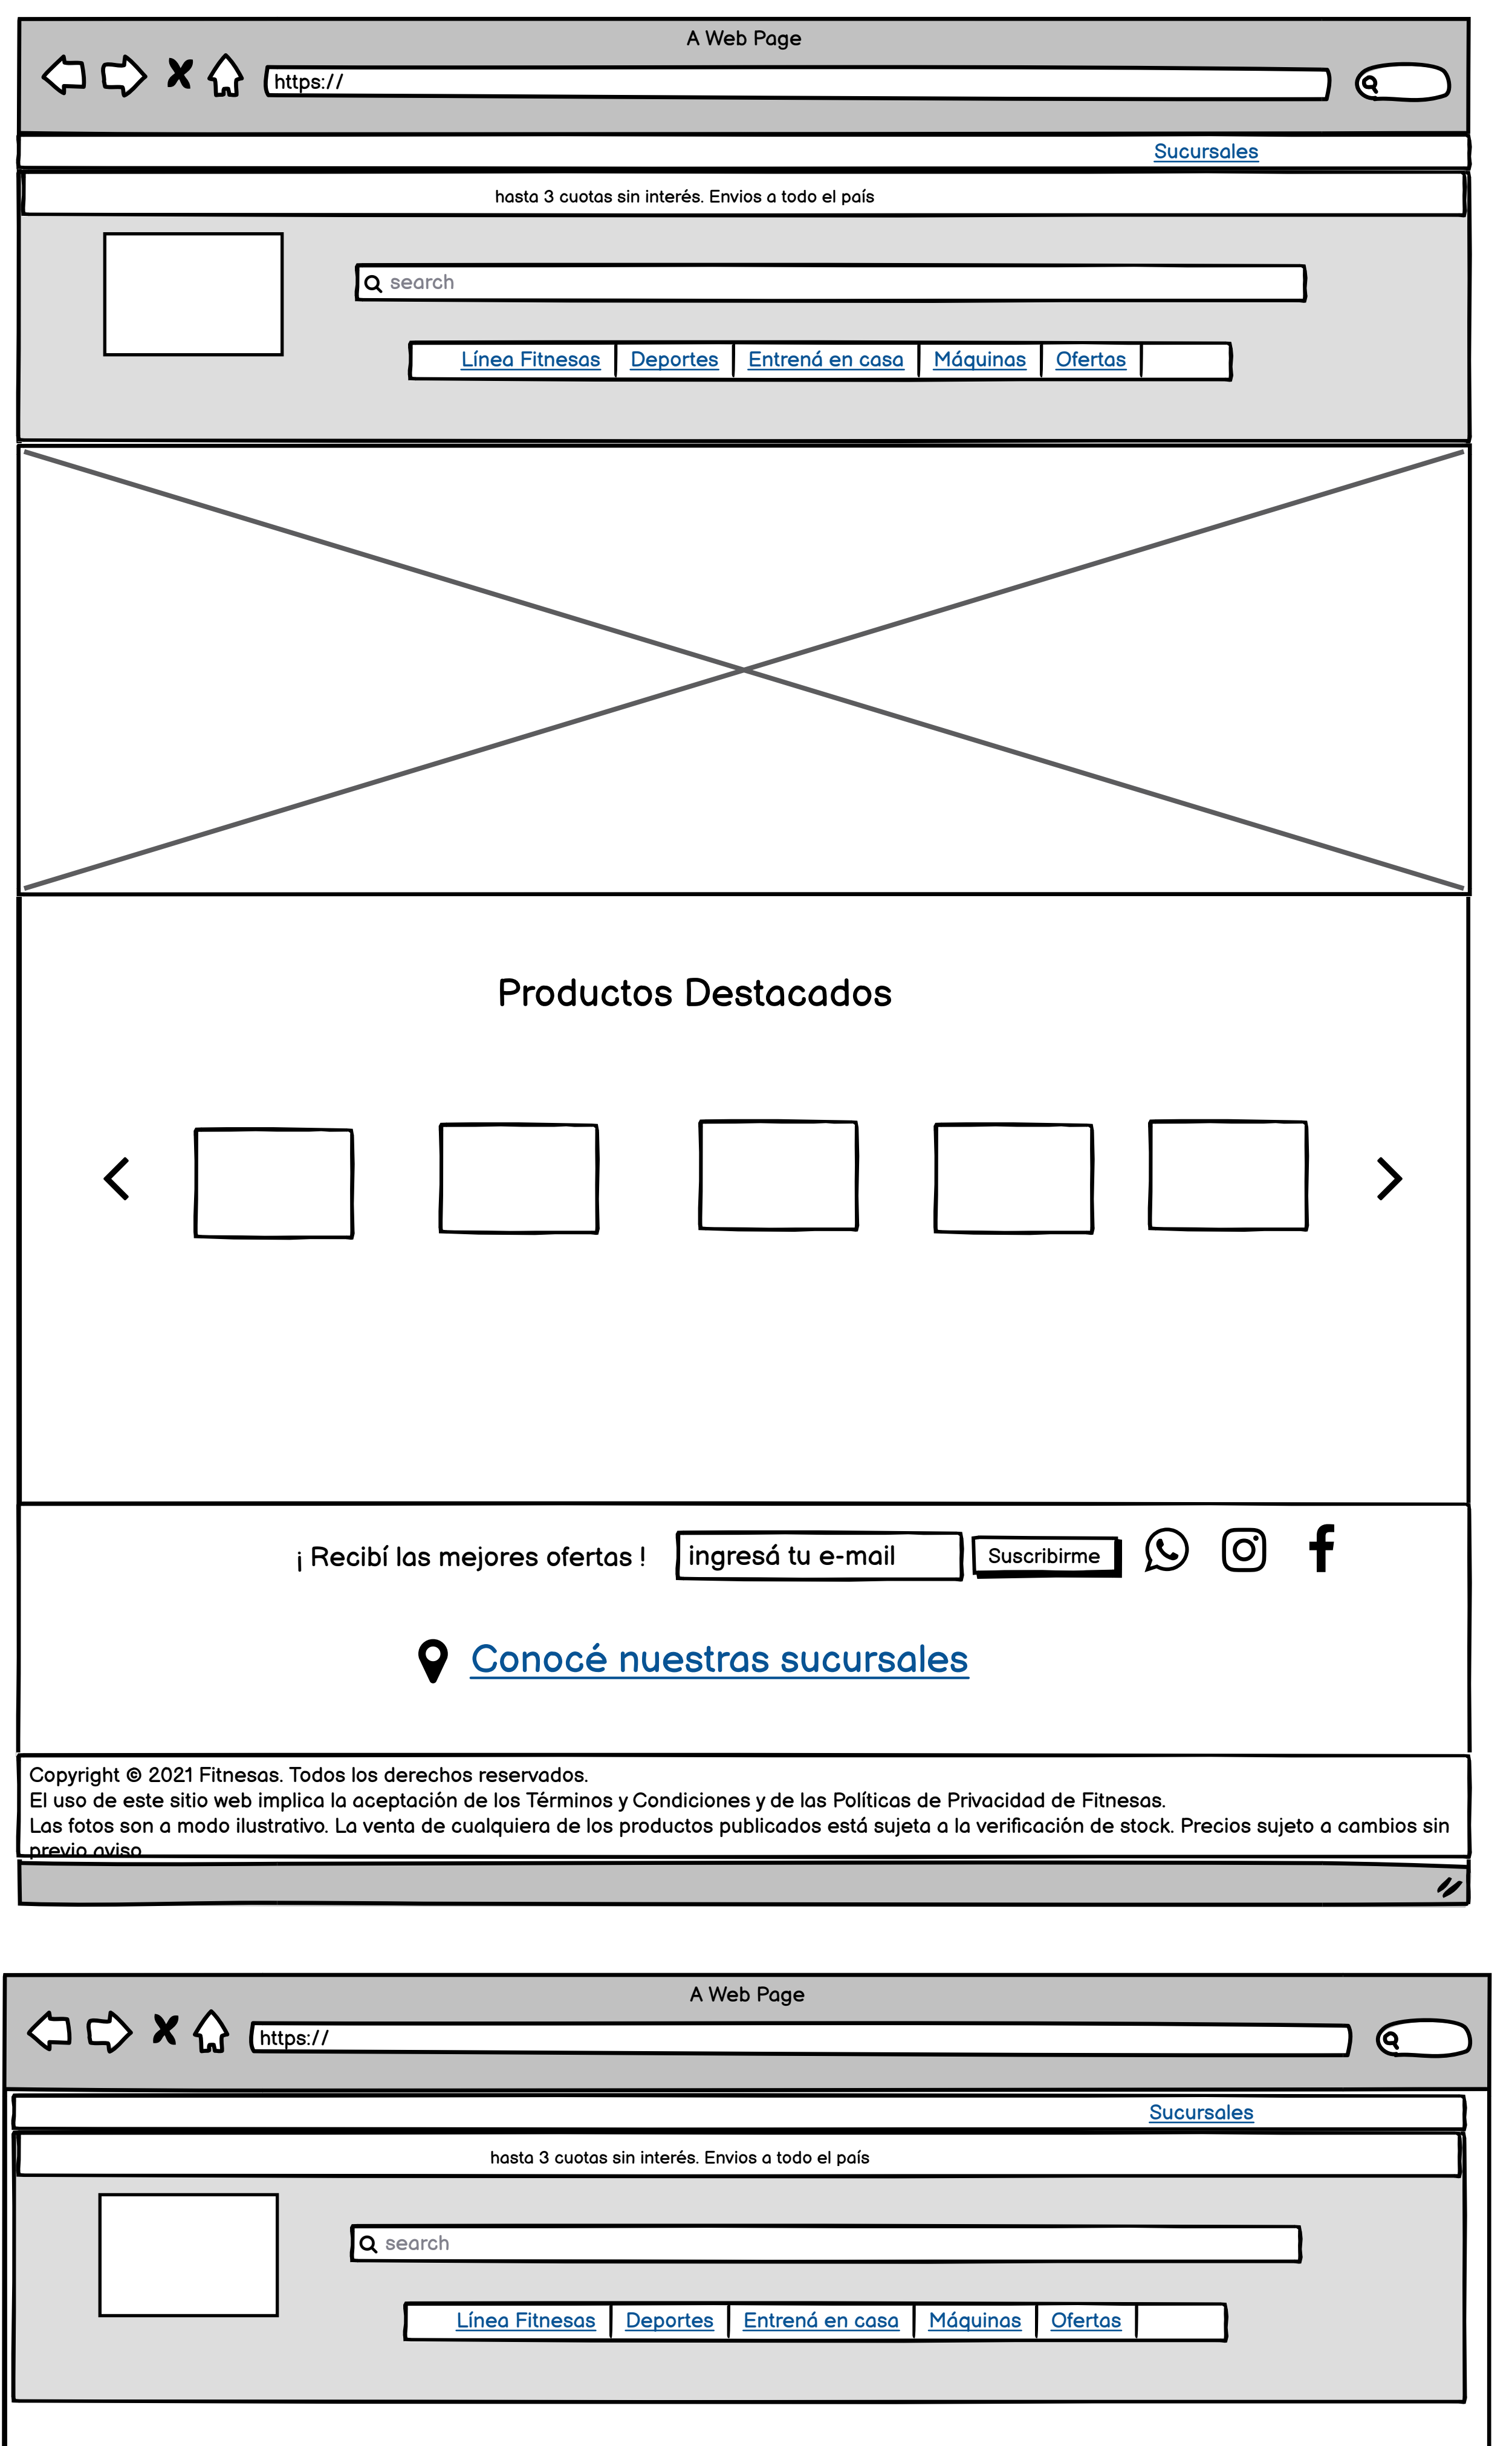 A Web Page
https://
Sucursales
hasta 3 cuotas sin interés. Envios a todo el país
search
Línea Fitnesas Deportes Entrená en casa Máquinas Ofertas
Productos Destacados
¡ Recibí las mejores ofertas ! ingresá tu e-mail Suscribirme
Conocé nuestras sucursales
Copyright © 2021 Fitnesas. Todos los derechos reservados.
El uso de este sitio web implica la aceptación de los Términos y Condiciones y de las Políticas de Privacidad de Fitnesas.
Las fotos son a modo ilustrativo. La venta de cualquiera de los productos publicados está sujeta a la verificación de stock. Precios sujeto a cambios sin
previo aviso
A Web Page
https://
Sucursales
hasta 3 cuotas sin interés. Envios a todo el país
search
Línea Fitnesas Deportes Entrená en casa Máquinas Ofertas